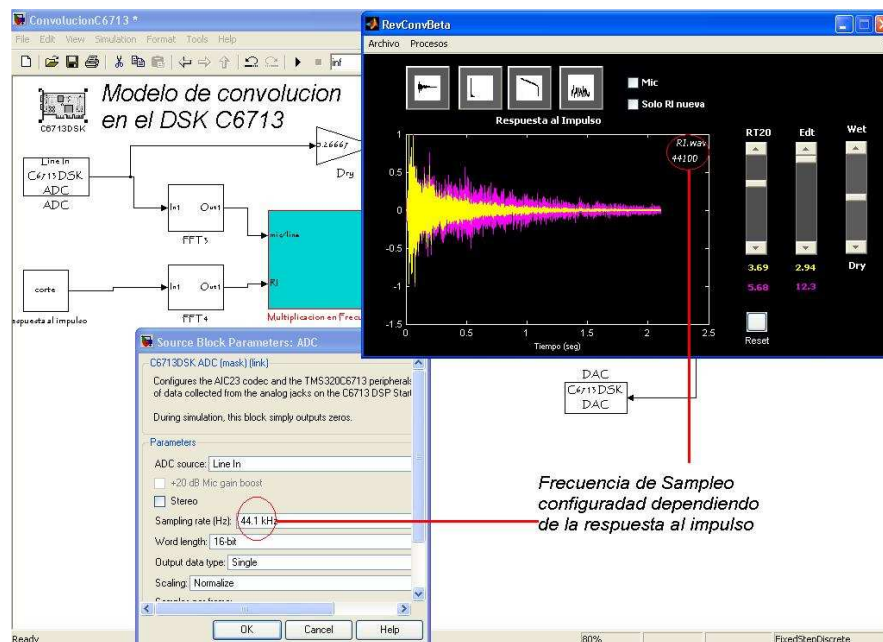 ConvolucionC6713 *
File Edit View Simulation Format Tools Help
inf
Modelo de convolucion
en el DSK C6713
C6713DSK
Line In
C6713DSK
ADC
ADC
0.26667
Dry
In1 Out1
FFT3
mic/line
corte
In1 Out1
RI
respuesta al impulso
FFT4
Multiplicacion en Frecu
RevConvBeta
Archivo Procesos
Mic
Solo RI nueva
Respuesta al Impulso
RT20 Edt Wet
RI.wav
44100
1
0.5
0
-0.5
-1
-1.5
0 0.5 1 1.5 2 2.5
Tiempo (seg)
3.69 2.94 Dry
5.68 12.3
Reset
Source Block Parameters: ADC
C6713DSK ADC (mask) (link)
Configures the AIC23 codec and the TMS320C6713 peripherals
of data collected from the analog jacks on the C6713 DSP Star
During simulation, this block simply outputs zeros.
Parameters
ADC source: Line In
+20 dB Mic gain boost
Stereo
Sampling rate (Hz): 44.1 kHz
Word length: 16-bit
Output data type: Single
Scaling: Normalize
Samples per frame:
OK Cancel Help
DAC
C6713DSK
DAC
Frecuencia de Sampleo
configuradad dependiendo
de la respuesta al impulso
Ready 80% FixedStepDiscrete